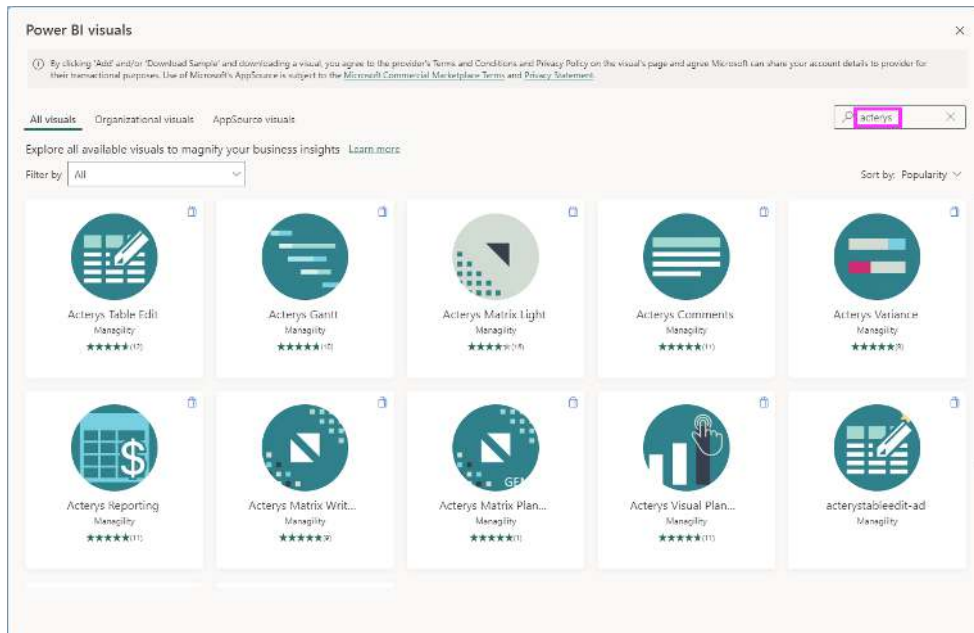 Power BI visuals
By clicking 'Add' and/or 'Download Sample' and downloading a visual, you agree to the provider's Terms and Conditions and Privacy Policy on the visual's page and agree Microsoft can share your account details to provider for
their transactional purposes. Use of Microsoft's AppSource is subject to the Microsoft Commercial Marketplace Terms and Privacy Statement.
All visuals Organizational visuals AppSource visuals
acterys
Explore all available visuals to magnify your business insights Learn more
Filter by All
Sort by: Popularity
Acterys Table Edit Acterys Gantt Acterys Matrix Light Acterys Comments Acterys Variance
Managility Managility Managility Managility Managility
(11)
$
GEM
Acterys Reporting Acterys Matrix Writ... Acterys Matrix Plan... Acterys Visual Plan... acterystableedit-ad
Managility Managility Managility Managility Managility
(11) (9) (1) (11)